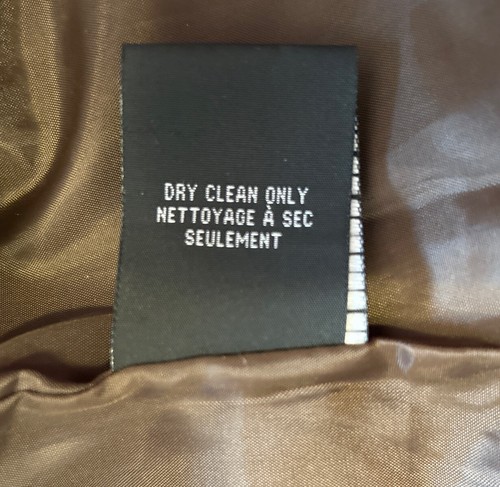 DRY CLEAN ONLY
NETTOYAGE À SEC
SEULEMENT